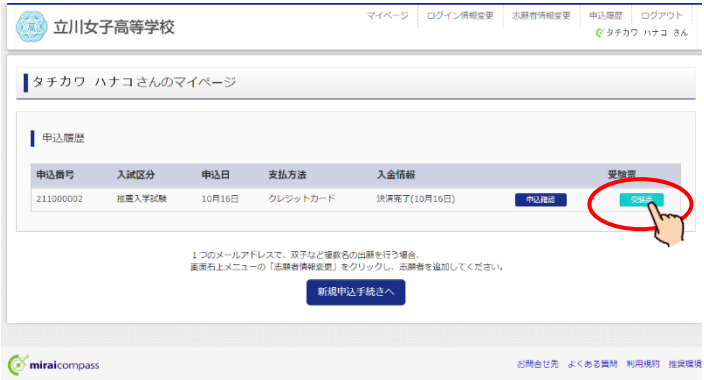 立川女子高等学校
マイページ ログイン情報変更 志願者情報変更 申込履歴 ログアウト
タチカワ ハナコ さん
タチカワ ハナコさんのマイページ
申込履歴
申込番号 入試区分 申込日 支払方法 入金情報 受験票
211000002 推薦入学試験 10月16日 クレジットカード 決済完了(10月16日) 申込確認 受験票
1つのメールアドレスで、双子など複数名の出願を行う場合、
画面右上メニューの「志願者情報変更」をクリックし、志願者を追加してください。
新規申込手続きへ
miraicompass お問合せ先 よくある質問 利用規約 推奨環境